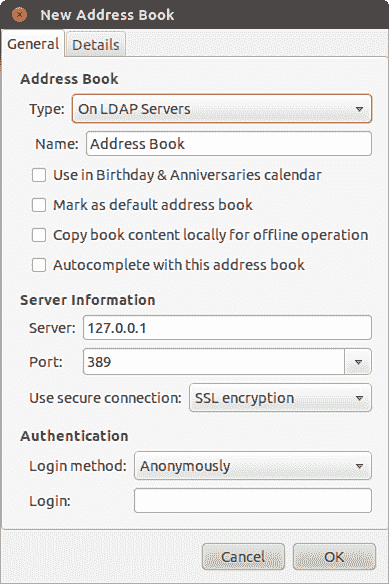 New Address Book
General Details
Address Book
Type: On LDAP Servers
Name: Address Book
Use in Birthday & Anniversaries calendar
Mark as default address book
Copy book content locally for offline operation
Autocomplete with this address book
Server Information
Server: 127.0.0.1
Port: 389
Use secure connection: SSL encryption
Authentication
Login method: Anonymously
Login:
Cancel OK